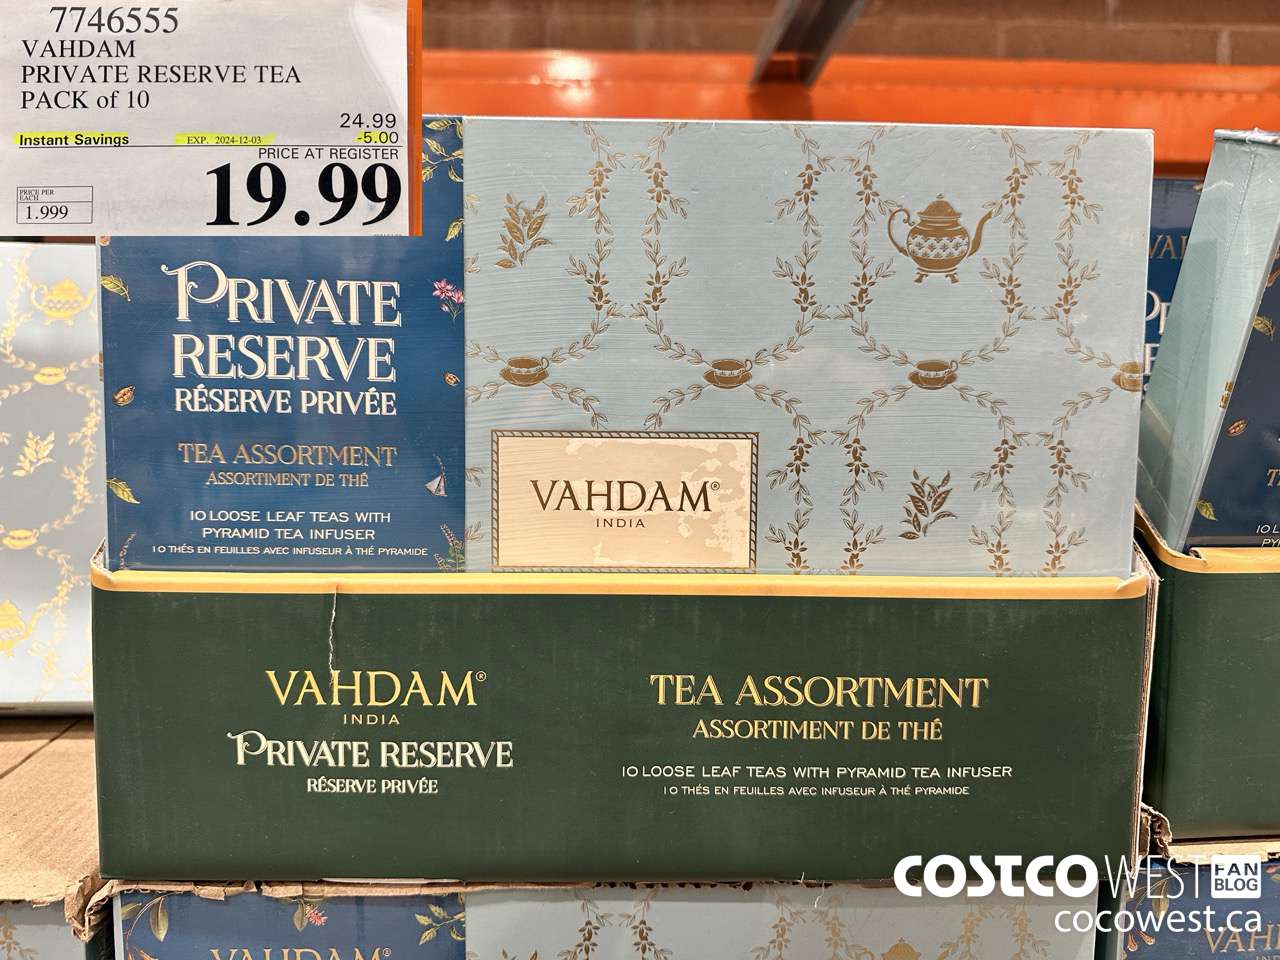 7746555
VAHDAM
PRIVATE RESERVE TEA
PACK of 10
24.99
Instant Savings EXP. 2024-12-03 -5.00
PRICE AT REGISTER
19.99
PRICE PER
EACH
1.999
PRIVATE
RESERVE
RÉSERVE PRIVÉE
TEA ASSORTMENT
ASSORTIMENT DE THÉ
10 LOOSE LEAF TEAS WITH
PYRAMID TEA INFUSER
10 THÉS EN FEUILLES AVEC INFUSEUR À THÉ PYRAMIDE
VAHDAM®
INDIA
VAHDAM®
INDIA
PRIVATE RESERVE
RÉSERVE PRIVÉE
TEA ASSORTMENT
ASSORTIMENT DE THÉ
10 LOOSE LEAF TEAS WITH PYRAMID TEA INFUSER
10 THÉS EN FEUILLES AVEC INFUSEUR À THÉ PYRAMIDE
COSTCO WEST FAN BLOG
cocowest.ca
VAHDAM®